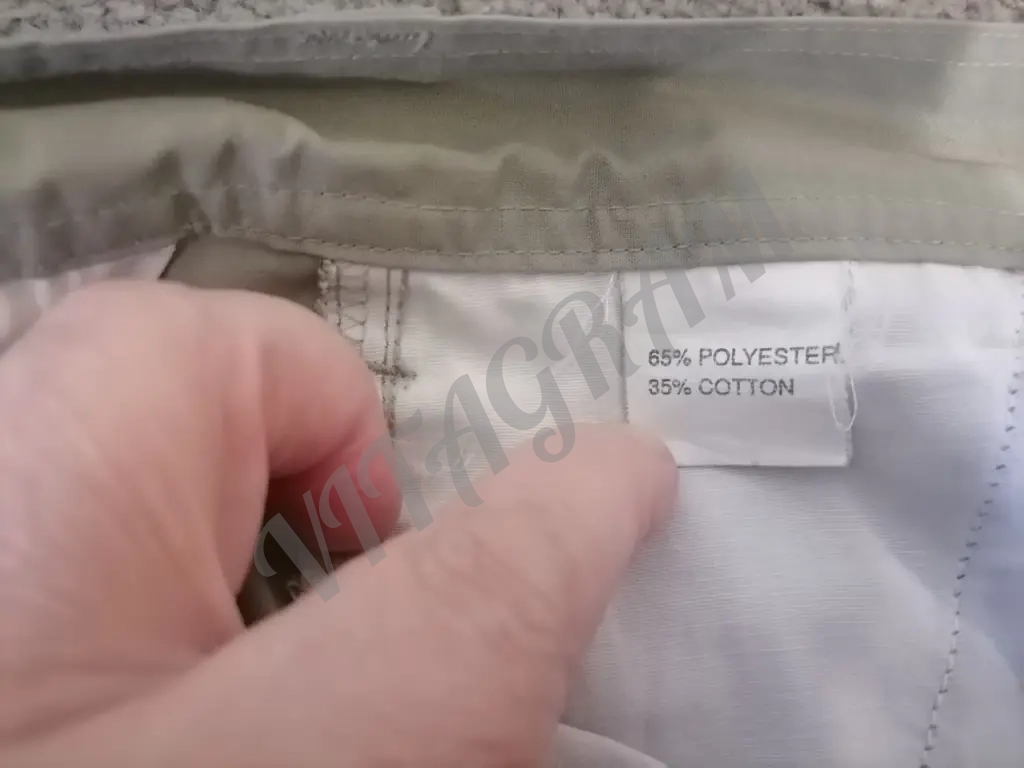 65% POLYESTER
35% COTTON
VITAGRAM